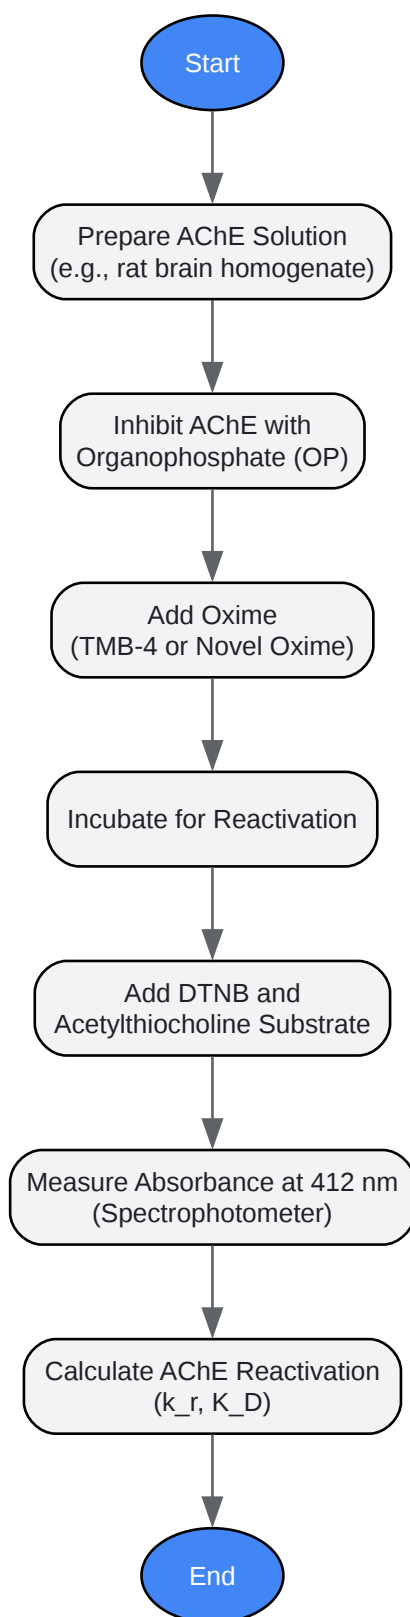 Start
Prepare AChE Solution
(e.g., rat brain homogenate)
Inhibit AChE with
Organophosphate (OP)
Add Oxime
(TMB-4 or Novel Oxime)
Incubate for Reactivation
Add DTNB and
Acetylthiocholine Substrate
Measure Absorbance at 412 nm
(Spectrophotometer)
Calculate AChE Reactivation
(k_r, K_D)
End